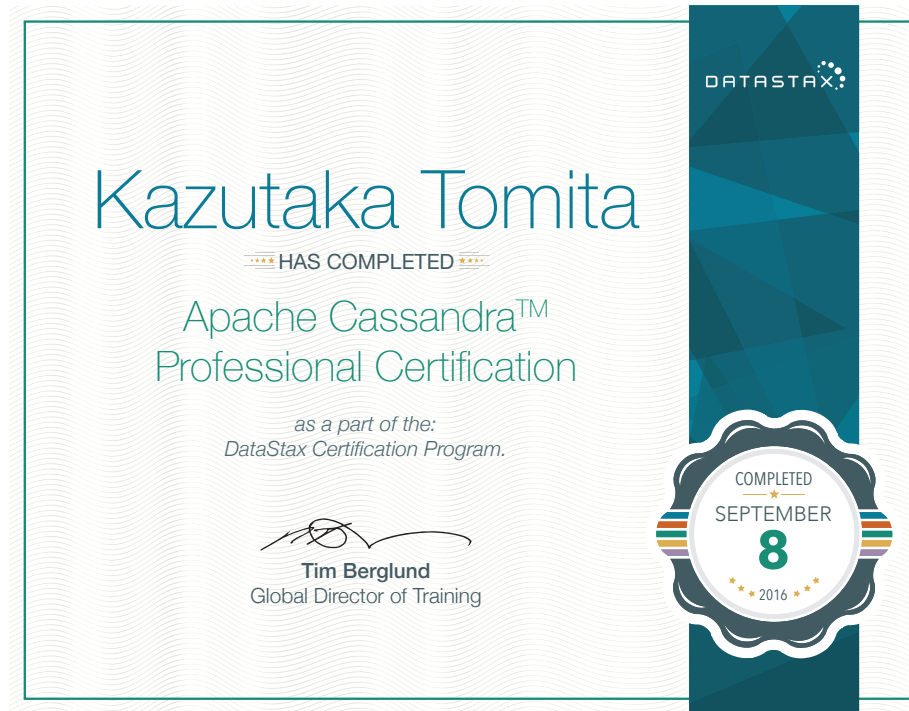 DATASTAX
Kazutaka Tomita
HAS COMPLETED
Apache Cassandra™
Professional Certification
as a part of the:
DataStax Certification Program.
Tim Berglund
Global Director of Training
COMPLETED
SEPTEMBER
8
2016